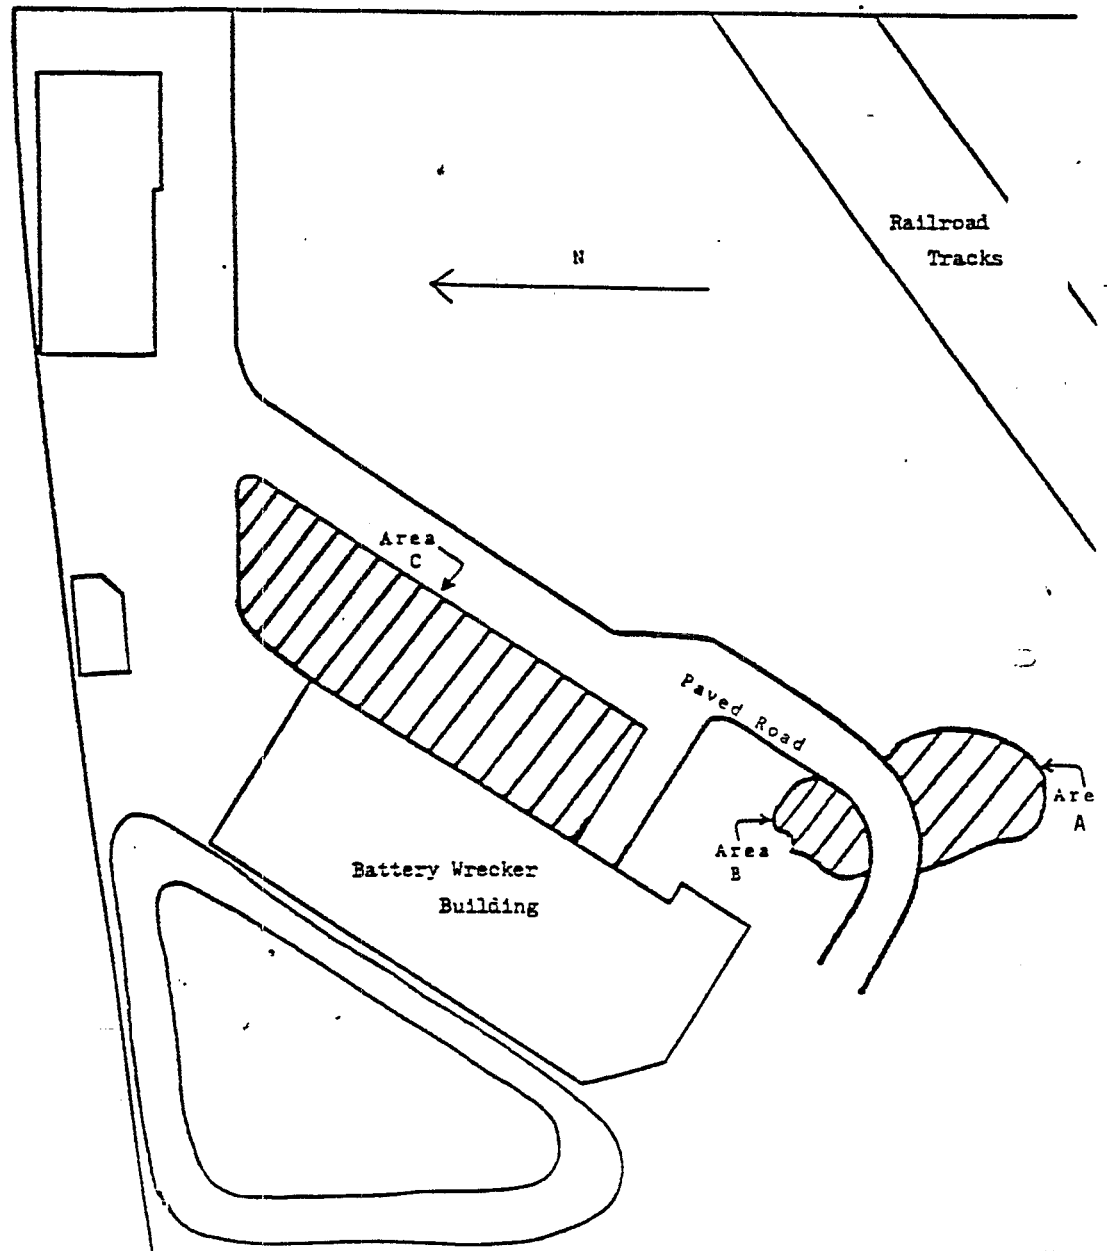 Railroad
Tracks
N
Area
C
Paved Road
Are
A
Area
B
Battery Wrecker
Building